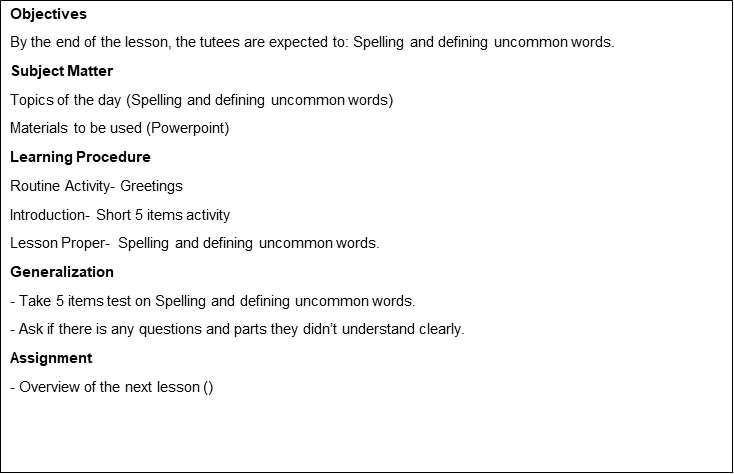 Objectives
By the end of the lesson, the tutees are expected to: Spelling and defining uncommon words.
Subject Matter
Topics of the day (Spelling and defining uncommon words)
Materials to be used (Powerpoint)
Learning Procedure
Routine Activity- Greetings
Introduction- Short 5 items activity
Lesson Proper- Spelling and defining uncommon words.
Generalization
- Take 5 items test on Spelling and defining uncommon words.
- Ask if there is any questions and parts they didn’t understand clearly.
Assignment
- Overview of the next lesson ()